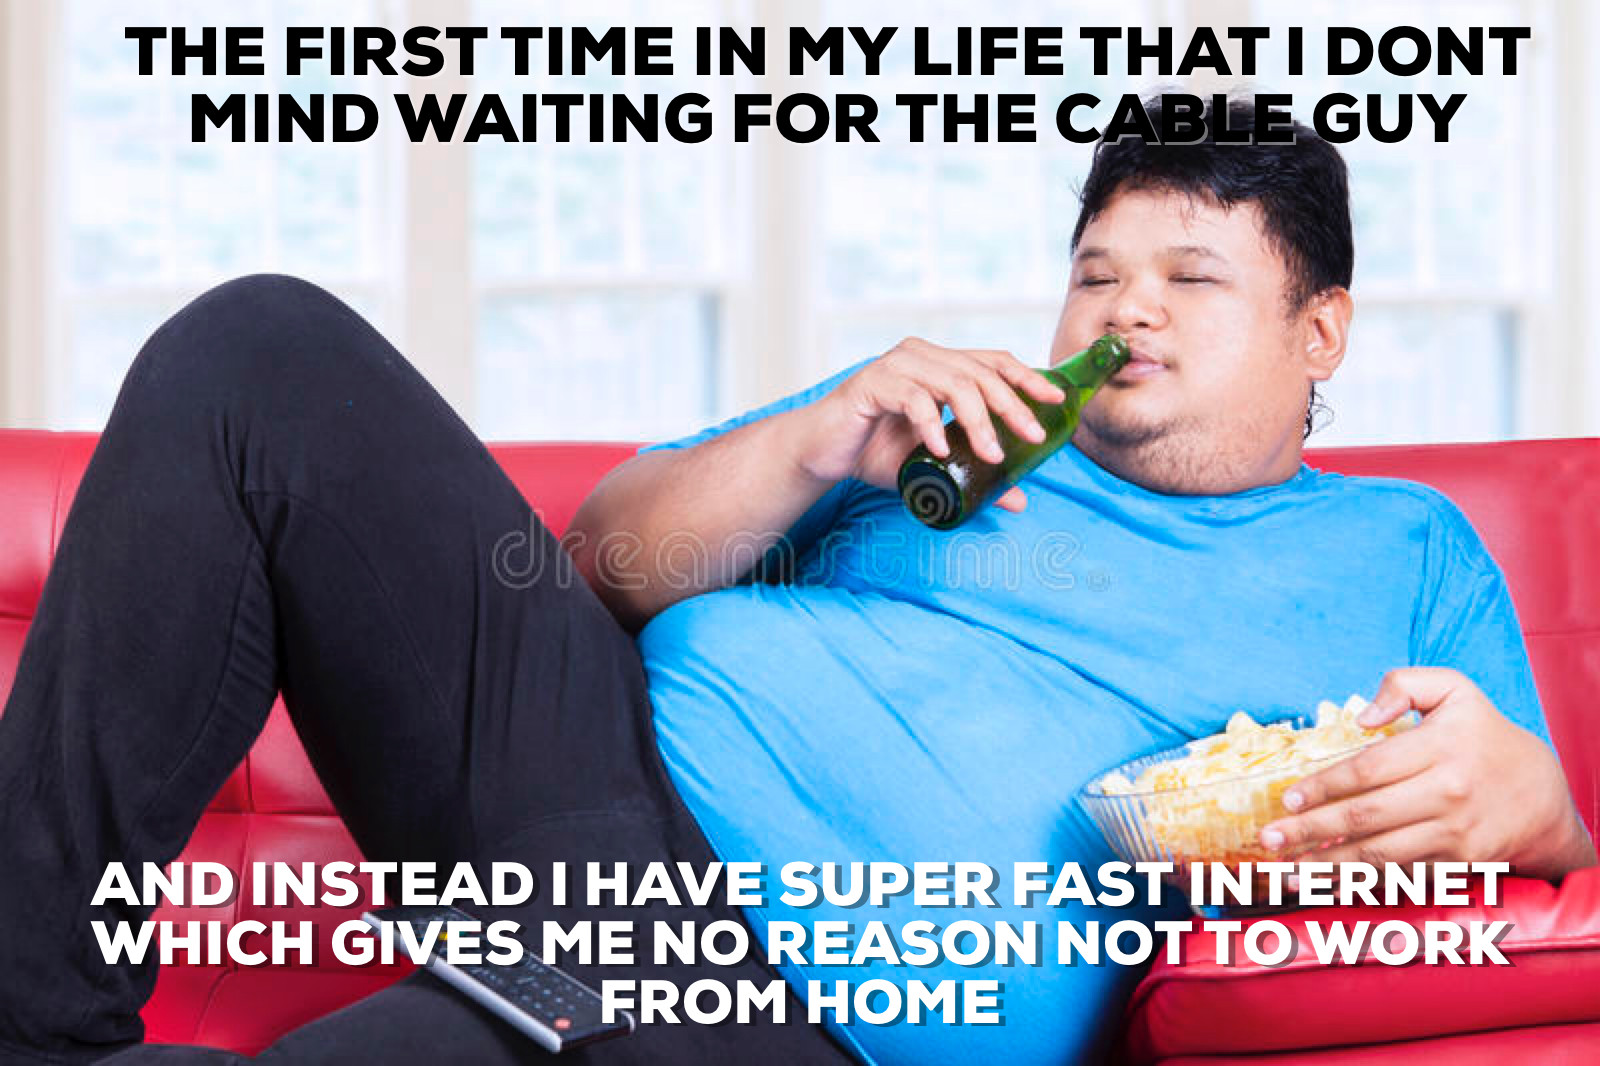 THE FIRST TIME IN MY LIFE THAT I DONT
MIND WAITING FOR THE CABLE GUY
dreamstime.
AND INSTEAD I HAVE SUPER FAST INTERNET
WHICH GIVES ME NO REASON NOT TO WORK
FROM HOME